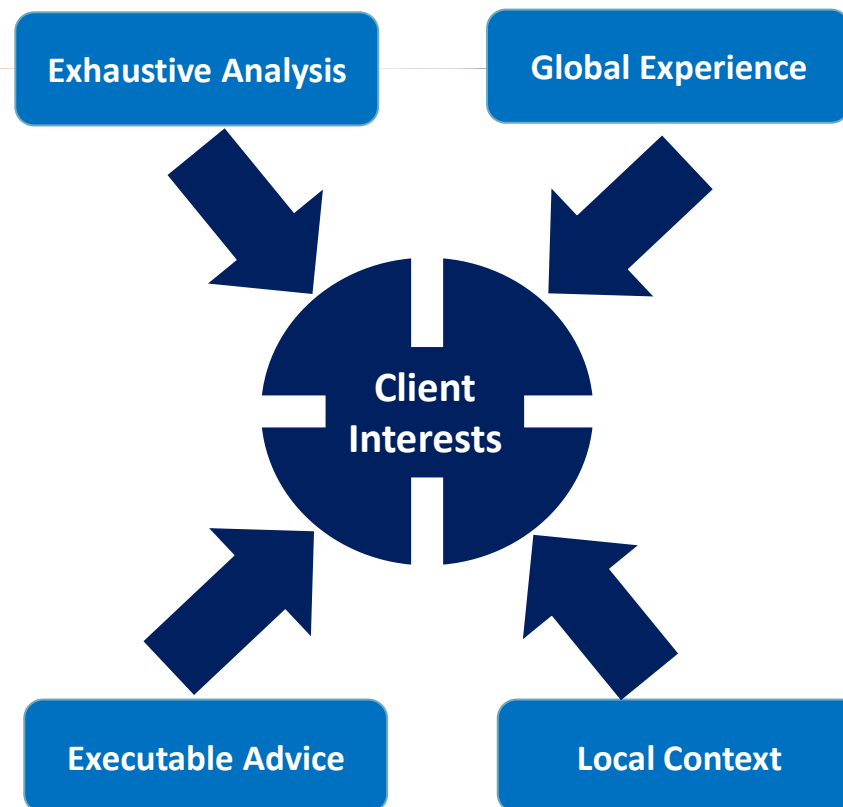 Exhaustive Analysis
Global Experience
Client
Interests
Executable Advice
Local Context